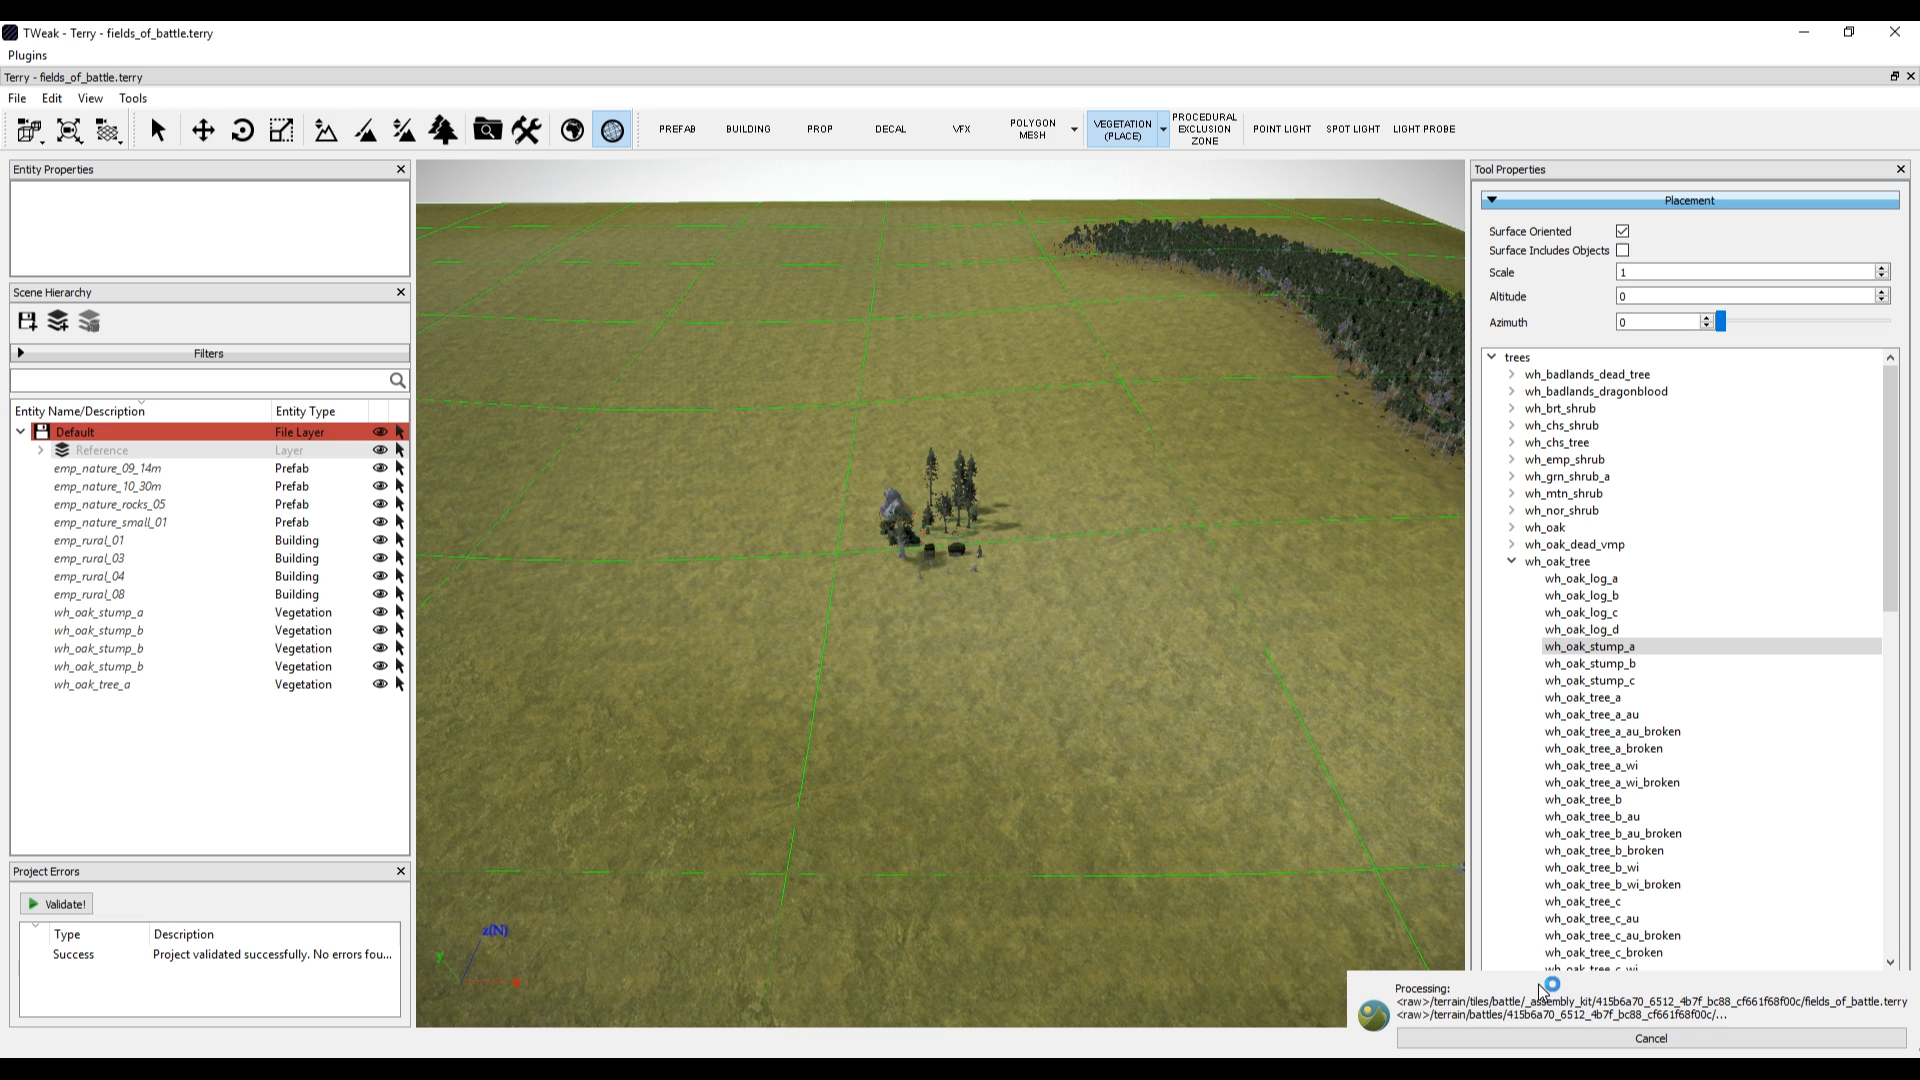 TWeak - Terry - fields_of_battle.terry
Plugins
Terry - fields_of_battle.terry
File Edit View Tools
PREFAB BUILDING PROP DECAL VFX POLYGON MESH VEGETATION (PLACE) PROCEDURAL EXCLUSION ZONE POINT LIGHT SPOT LIGHT LIGHT PROBE
Entity Properties
Scene Hierarchy
Filters
Entity Name/Description Entity Type
Default File Layer
Reference Layer
emp_nature_09_14m Prefab
emp_nature_10_30m Prefab
emp_nature_rocks_05 Prefab
emp_nature_small_01 Prefab
emp_rural_01 Building
emp_rural_03 Building
emp_rural_04 Building
emp_rural_08 Building
wh_oak_stump_a Vegetation
wh_oak_stump_b Vegetation
wh_oak_stump_b Vegetation
wh_oak_stump_b Vegetation
wh_oak_tree_a Vegetation
Project Errors
Validate!
Type Description
Success Project validated successfully. No errors fou...
z(N)
y
x
Tool Properties
Placement
Surface Oriented
Surface Includes Objects
Scale 1
Altitude 0
Azimuth 0
trees
wh_badlands_dead_tree
wh_badlands_dragonblood
wh_brt_shrub
wh_chs_shrub
wh_chs_tree
wh_emp_shrub
wh_grn_shrub_a
wh_mtn_shrub
wh_nor_shrub
wh_oak
wh_oak_dead_vmp
wh_oak_tree
wh_oak_log_a
wh_oak_log_b
wh_oak_log_c
wh_oak_log_d
wh_oak_stump_a
wh_oak_stump_b
wh_oak_stump_c
wh_oak_tree_a
wh_oak_tree_a_au
wh_oak_tree_a_au_broken
wh_oak_tree_a_broken
wh_oak_tree_a_wi
wh_oak_tree_a_wi_broken
wh_oak_tree_b
wh_oak_tree_b_au
wh_oak_tree_b_au_broken
wh_oak_tree_b_broken
wh_oak_tree_b_wi
wh_oak_tree_b_wi_broken
wh_oak_tree_c
wh_oak_tree_c_au
wh_oak_tree_c_au_broken
wh_oak_tree_c_broken
wh_oak_tree_c_wi
Processing:
<raw>/terrain/tiles/battle/_assembly_kit/415b6a70_6512_4b7f_bc88_cf661f68f00c/fields_of_battle.terry
<raw>/terrain/battles/415b6a70_6512_4b7f_bc88_cf661f68f00c/...
Cancel